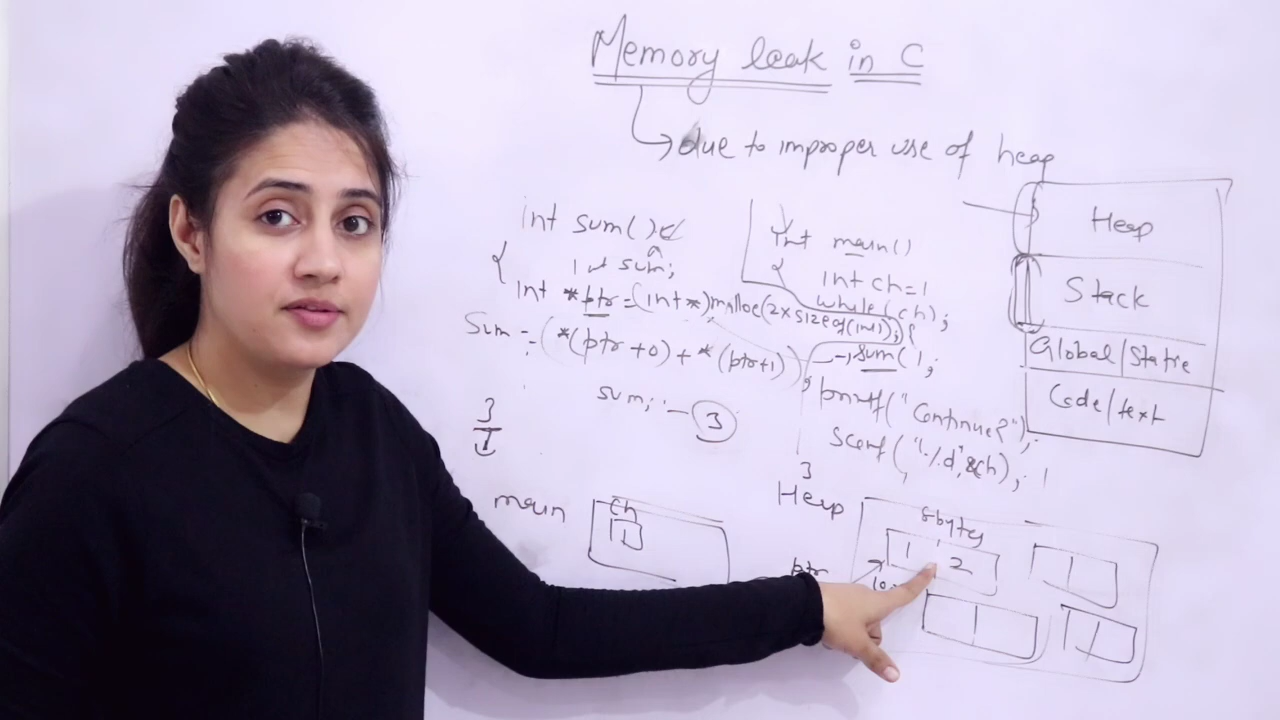 Memory leak in C
due to improper use of heap
int sum()
{
int sum;
int *ptr=(int*)malloc(2×sizeof(int));
Sum = (*(ptr+0)+*(ptr+1));
sum; - 3
3
int main()
{
int ch=1
while(ch);
{
sum( );
printf("Continue?");
Scanf("%d",&ch);
}
Heap
Stack
Global/Static
Code/text
main
ch
1
Heap
8bytes
1 2
ptr